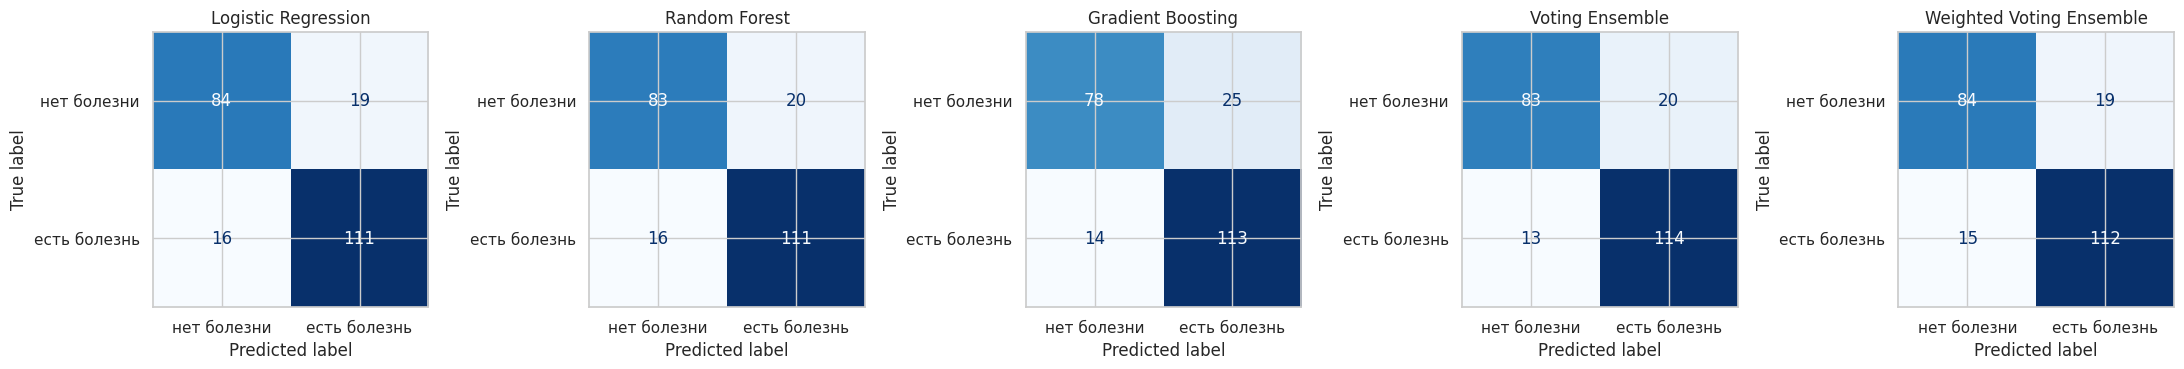 Logistic Regression
True label
нет болезни
84
19
есть болезнь
16
111
нет болезни
есть болезнь
Predicted label
Random Forest
True label
нет болезни
83
20
есть болезнь
16
111
нет болезни
есть болезнь
Predicted label
Gradient Boosting
True label
нет болезни
78
25
есть болезнь
14
113
нет болезни
есть болезнь
Predicted label
Voting Ensemble
True label
нет болезни
83
20
есть болезнь
13
114
нет болезни
есть болезнь
Predicted label
Weighted Voting Ensemble
True label
нет болезни
84
19
есть болезнь
15
112
нет болезни
есть болезнь
Predicted label